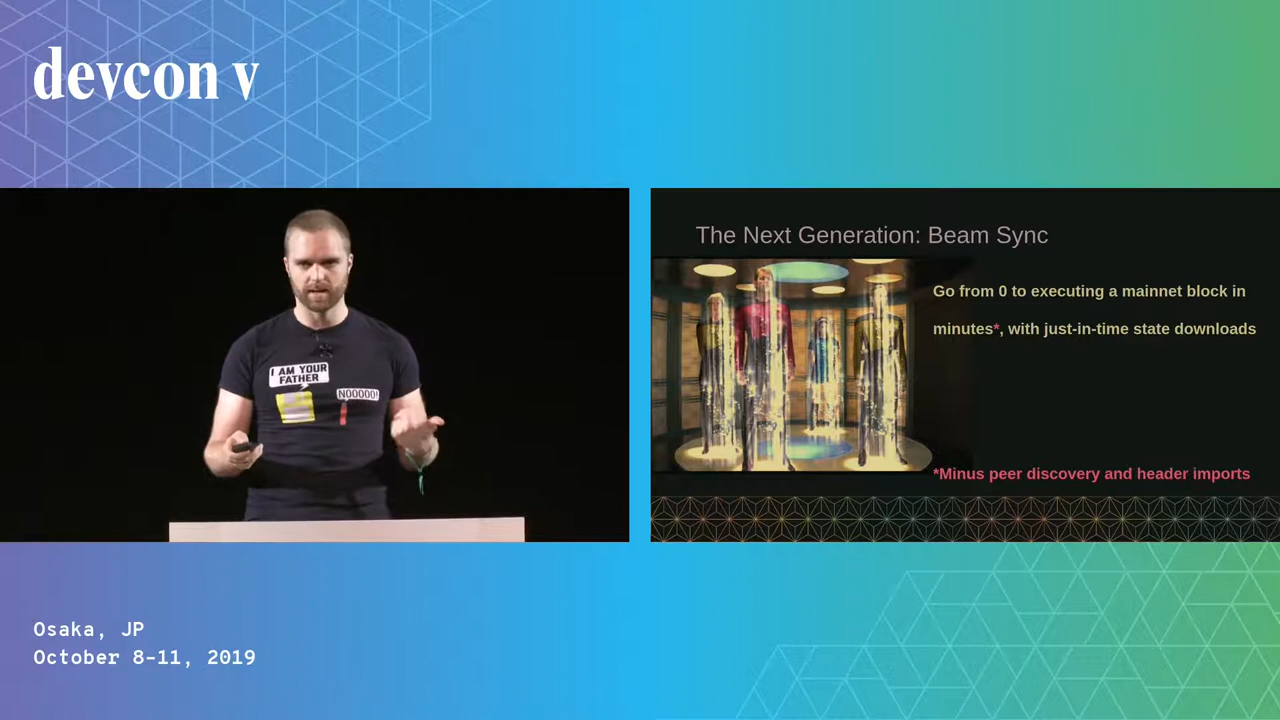 devcon v
I AM YOUR
FATHER
NOOOOO!
The Next Generation: Beam Sync
Go from 0 to executing a mainnet block in
minutes*, with just-in-time state downloads
*Minus peer discovery and header imports
Osaka, JP
October 8-11, 2019